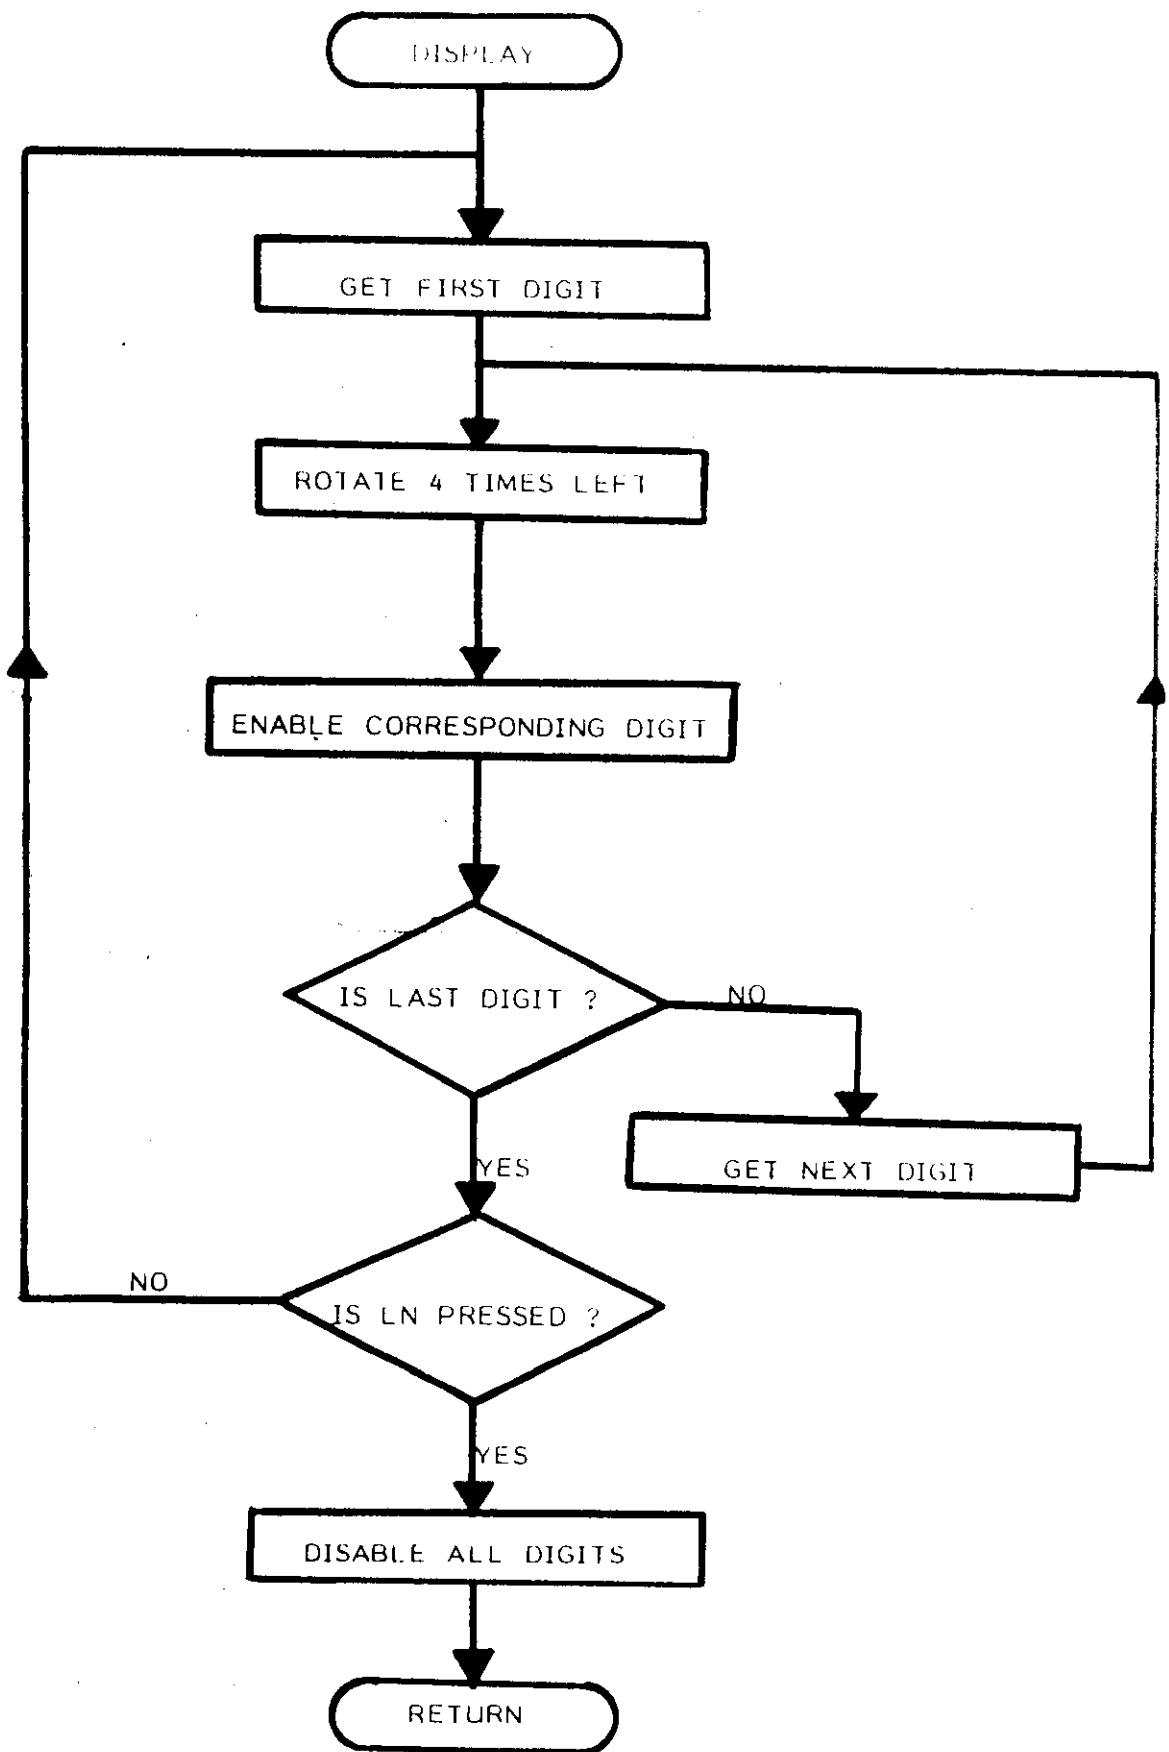 DISPLAY
GET FIRST DIGIT
ROTATE 4 TIMES LEFT
ENABLE CORRESPONDING DIGIT
IS LAST DIGIT ?
NO
YES
GET NEXT DIGIT
NO
IS LN PRESSED ?
YES
DISABLE ALL DIGITS
RETURN